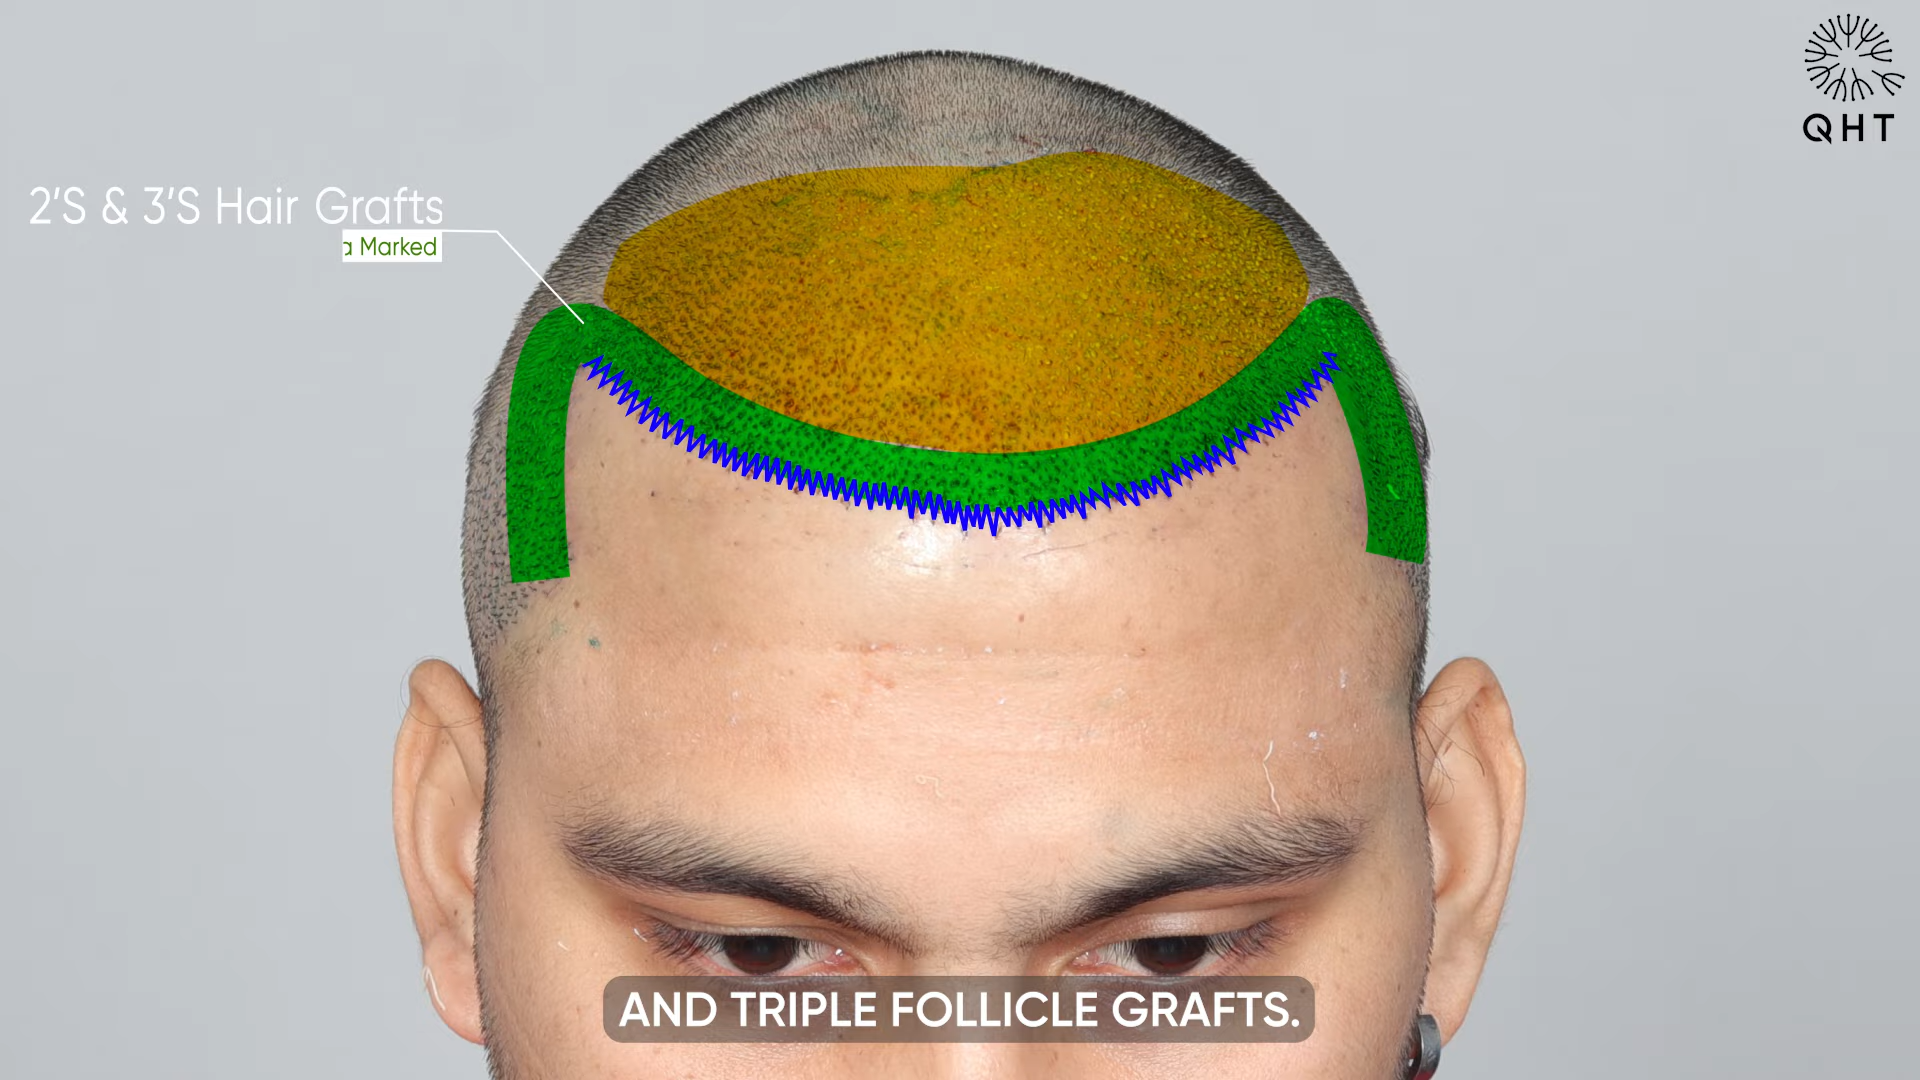 QHT
2'S & 3'S Hair Grafts
a Marked
AND TRIPLE FOLLICLE GRAFTS.